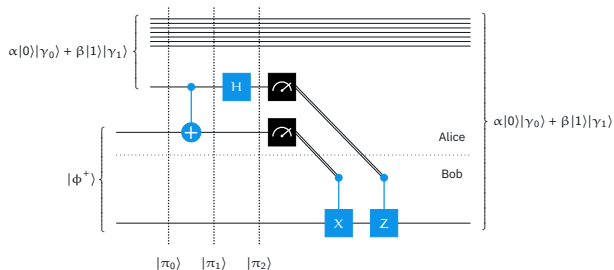 α|0⟩|γ₀⟩ + β|1⟩|γ₁⟩
H
α|0⟩|γ₀⟩ + β|1⟩|γ₁⟩
Alice
Bob
|ϕ⁺⟩
X
Z
|π₀⟩
|π₁⟩
|π₂⟩